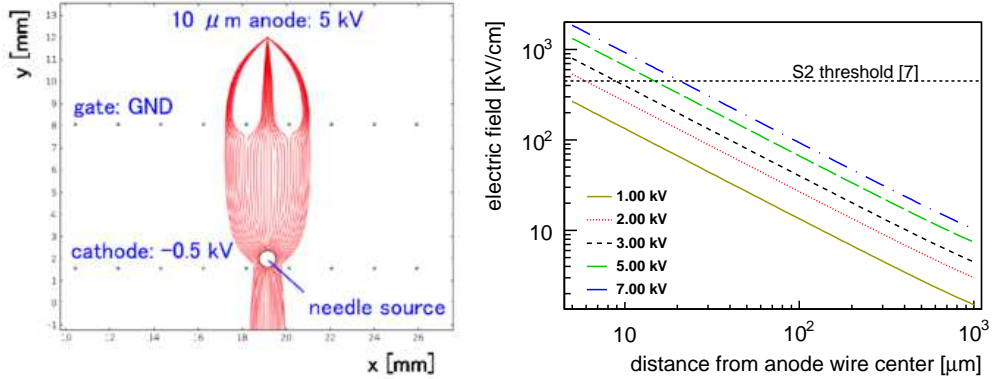 10 μm anode: 5 kV
y [mm]
13
12
11
10
9
8
7
6
5
4
3
2
1
0
-1
gate: GND
cathode: −0.5 kV
needle source
10 12 14 16 18 20 22 24 26
x [mm]
electric field [kV/cm]
10³
10²
10
S2 threshold [7]
1.00 kV
2.00 kV
3.00 kV
5.00 kV
7.00 kV
10 10² 10³
distance from anode wire center [μm]